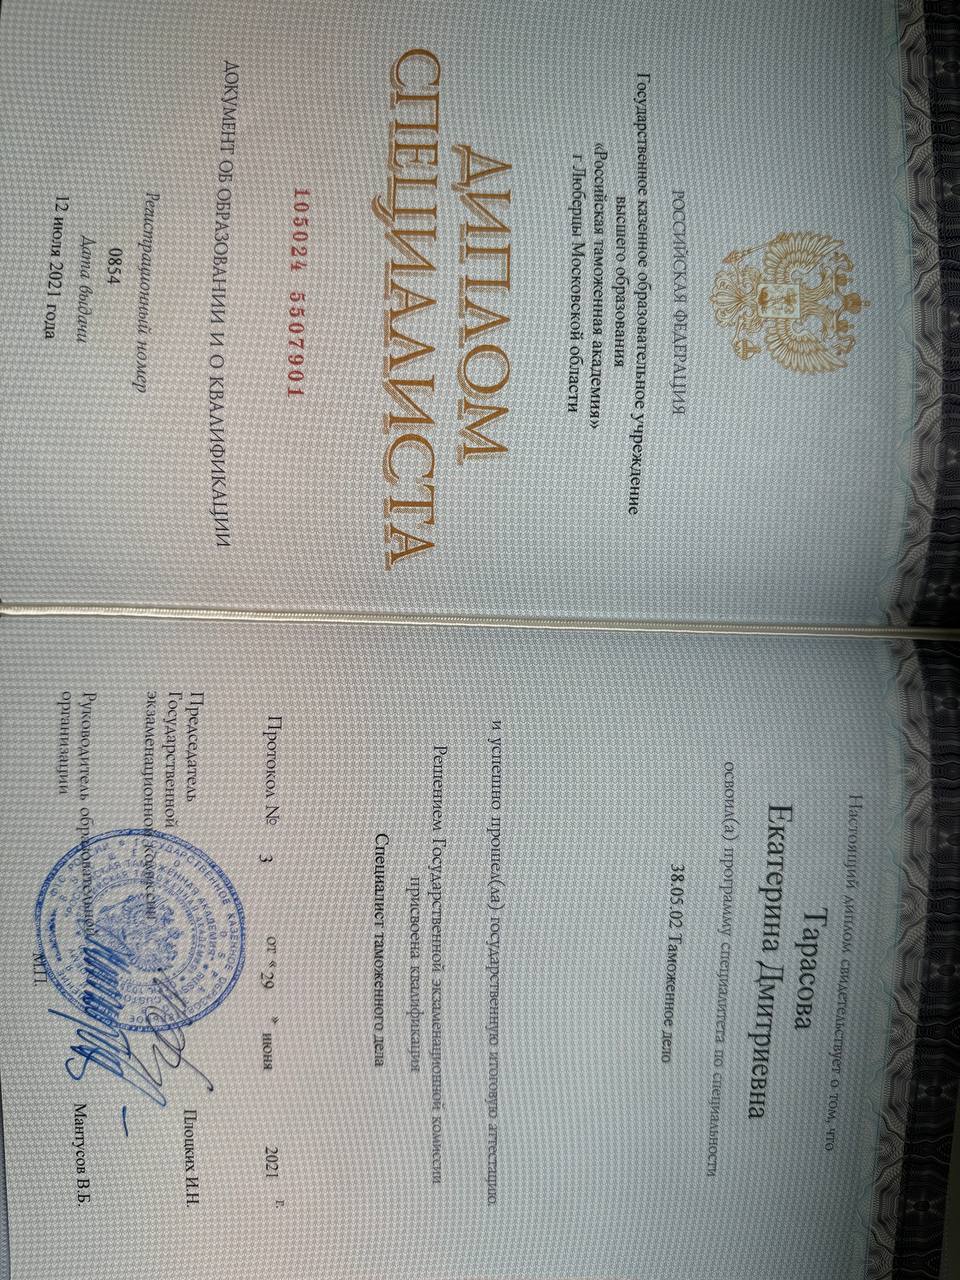 РОССИЙСКАЯ ФЕДЕРАЦИЯ
Государственное казенное образовательное учреждение
высшего образования
«Российская таможенная академия»
г Люберцы Московской области
ДИПЛОМ
СПЕЦИАЛИСТА
105024 5507901
ДОКУМЕНТ ОБ ОБРАЗОВАНИИ И О КВАЛИФИКАЦИИ
Регистрационный номер
0854
Дата выдачи
12 июля 2021 года
Настоящий диплом свидетельствует о том, что
Тарасова
Екатерина Дмитриевна
освоил(а) программу специалитета по специальности
38.05.02 Таможенное дело
и успешно прошел(ла) государственную итоговую аттестацию.
Решением Государственной экзаменационной комиссии
присвоена квалификация
Специалист таможенного дела
Протокол № 3 от « 29 » июня 2021 г.
Председатель
Государственной
экзаменационной комиссии Плоцких И.Н.
Руководитель образовательной
организации Мантусов В.Б.
М.П.